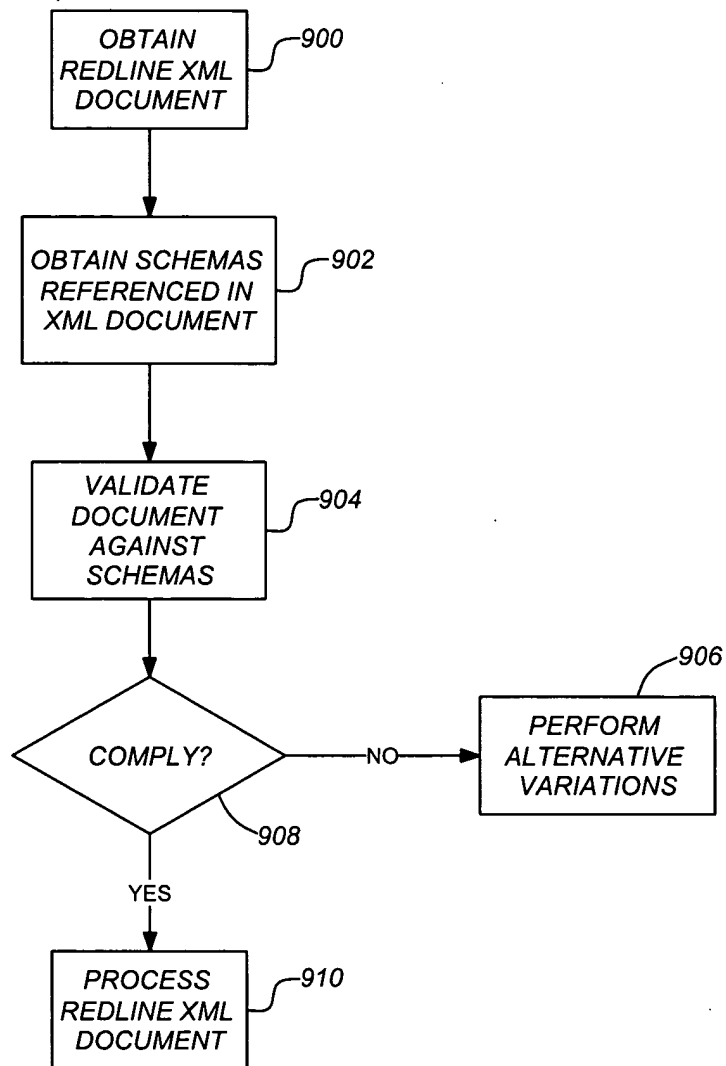 OBTAIN
REDLINE XML
DOCUMENT
900
OBTAIN SCHEMAS
REFERENCED IN
XML DOCUMENT
902
VALIDATE
DOCUMENT
AGAINST
SCHEMAS
904
COMPLY?
908
NO
PERFORM
ALTERNATIVE
VARIATIONS
906
YES
PROCESS
REDLINE XML
DOCUMENT
910